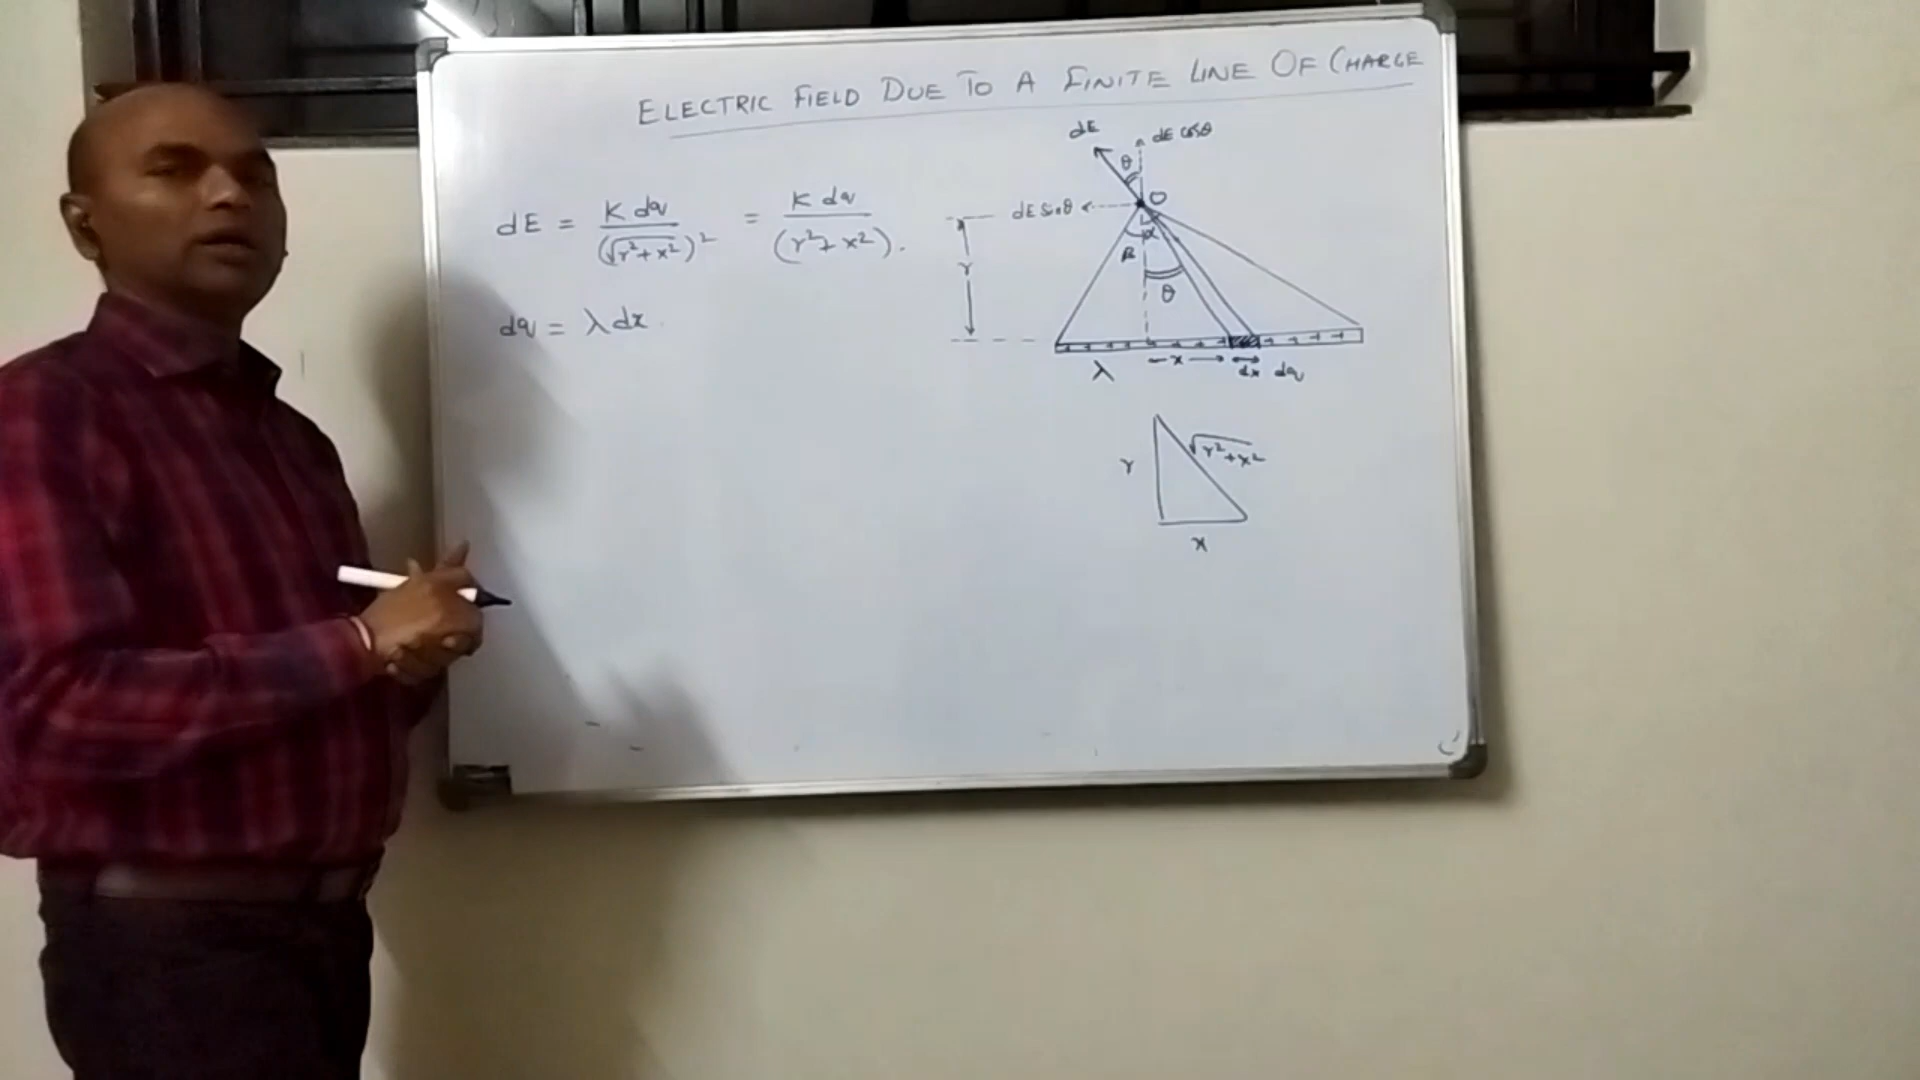 ELECTRIC FIELD DUE TO A FINITE LINE OF CHARGE
dE
dE cosθ
θ
dE = K dq / (√r²+x²)² = K dq / (r²+x²).
dE sinθ
O
α
β
r
θ
dq = λ dx
+ + + + + + + + + + +
λ
x
dx
dq
r
√r²+x²
x